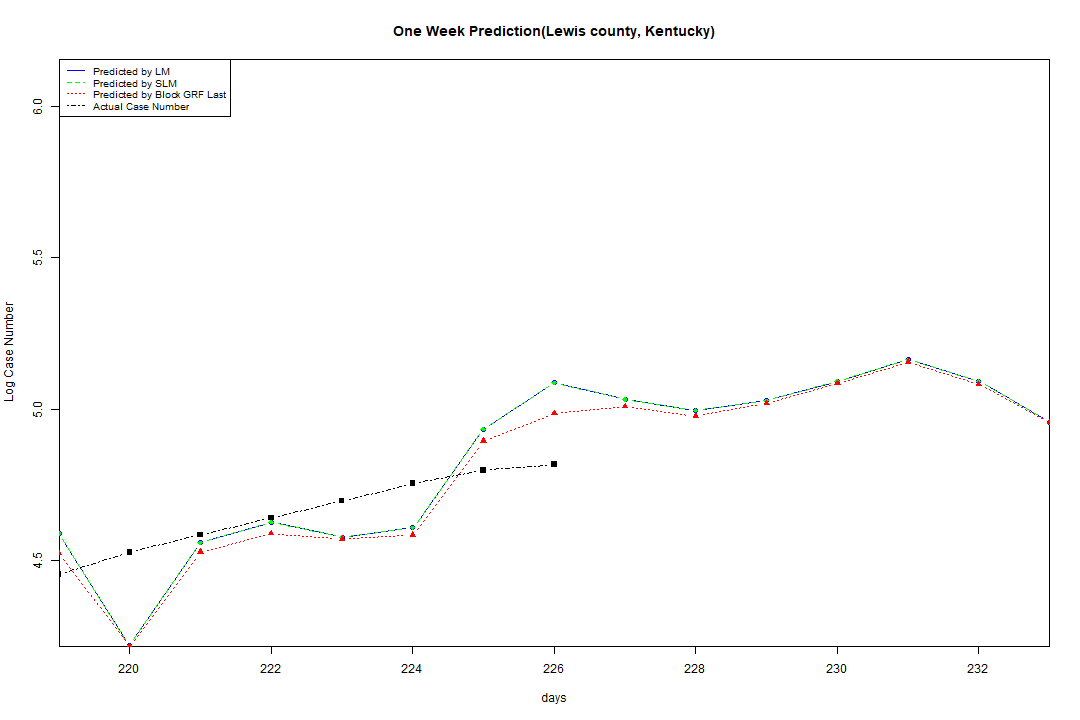 One Week Prediction(Lewis county, Kentucky)
Predicted by LM
Predicted by SLM
Predicted by Block GRF Last
Actual Case Number
6.0
5.5
5.0
4.5
Log Case Number
220 222 224 226 228 230 232
days